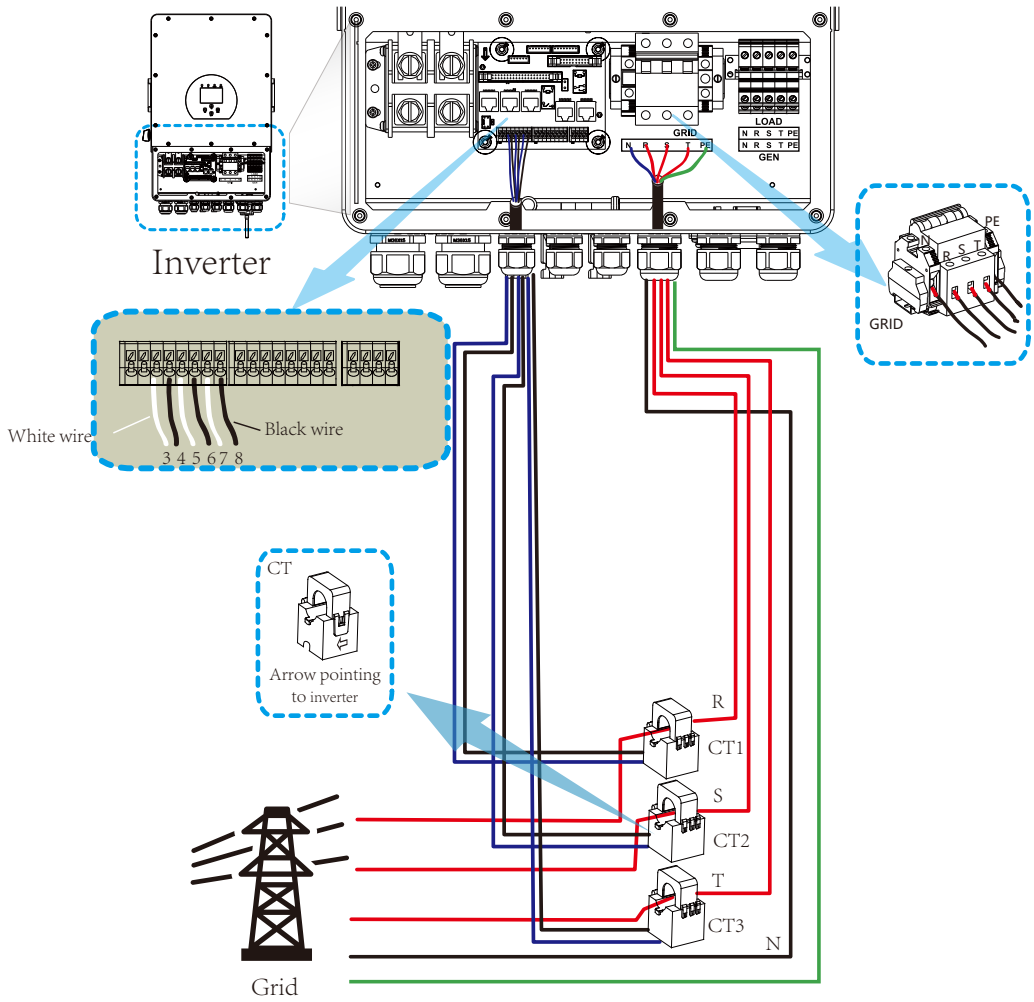 LOAD
N R S T PE
GEN
GRID
N R S T PE
PE
N
R S T
GRID
Inverter
White wire
Black wire
3 4 5 6 7 8
CT
Arrow pointing
to inverter
R
CT1
S
CT2
T
CT3
N
Grid